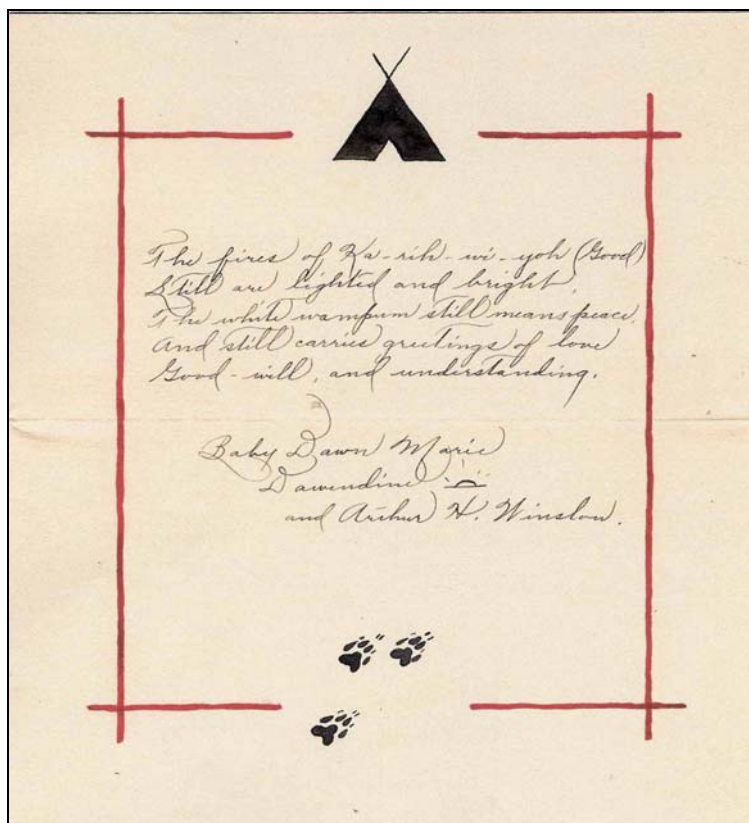 The fires of Ka-rih-wi-yoh (Good)
Still are lighted and bright,
The white wampum still means peace,
And still carries greetings of love
Good-will, and understanding.
Baby Dawn Marie
Dawendine
and Arthur H. Winslow.